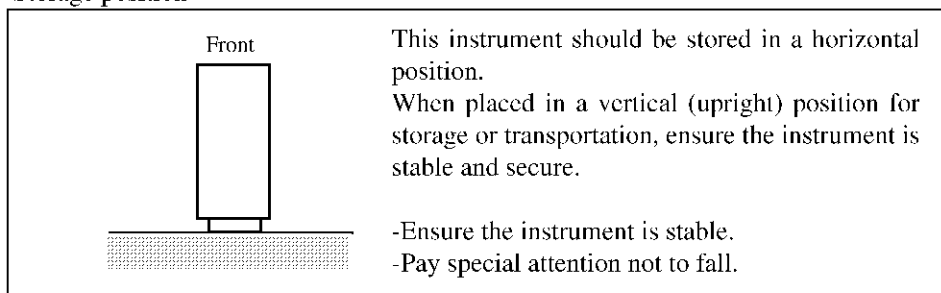 Storage position
Front
This instrument should be stored in a horizontal
position.
When placed in a vertical (upright) position for
storage or transportation, ensure the instrument is
stable and secure.
-Ensure the instrument is stable.
-Pay special attention not to fall.